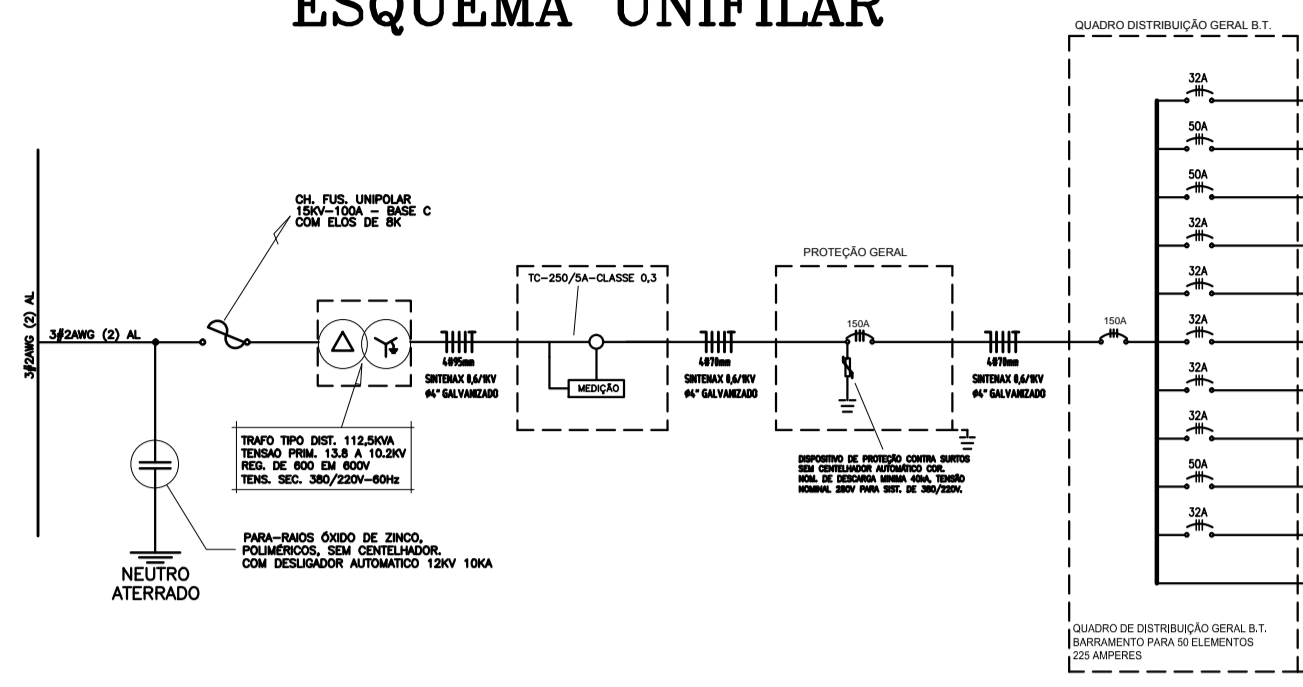 ESQUEMA UNIFILAR
QUADRO DISTRIBUIÇÃO GERAL B.T.
3#2AWG (2) AL
3#2AWG (2) AL
CH. FUS. UNIPOLAR
15KV-100A - BASE C
COM ELOS DE 8K
TRAFO TIPO DIST. 112,5KVA
TENSAO PRIM. 13.8 A 10.2KV
REG. DE 600 EM 600V
TENS. SEC. 380/220V-60Hz
PARA-RAIOS ÓXIDO DE ZINCO,
POLIMÉRICOS, SEM CENTELHADOR.
COM DESLIGADOR AUTOMATICO 12KV 10KA
NEUTRO
ATERRADO
4#95mm
SINTENAX 0,6/1KV
ø4" GALVANIZADO
TC-250/5A-CLASSE 0,3
MEDIÇÃO
4#70mm
SINTENAX 0,6/1KV
ø4" GALVANIZADO
PROTEÇÃO GERAL
150A
DISPOSITIVO DE PROTEÇÃO CONTRA SURTOS
SEM CENTELHADOR AUTOMÁTICO COR.
NOM. DE DESCARGA MINIMA 40kA, TENSÃO
NOMINAL 280V PARA SIST. DE 380/220V.
4#70mm
SINTENAX 0,6/1KV
ø4" GALVANIZADO
150A
32A
50A
50A
32A
32A
32A
32A
32A
50A
32A
QUADRO DE DISTRIBUIÇÃO GERAL B.T.
BARRAMENTO PARA 50 ELEMENTOS
225 AMPERES